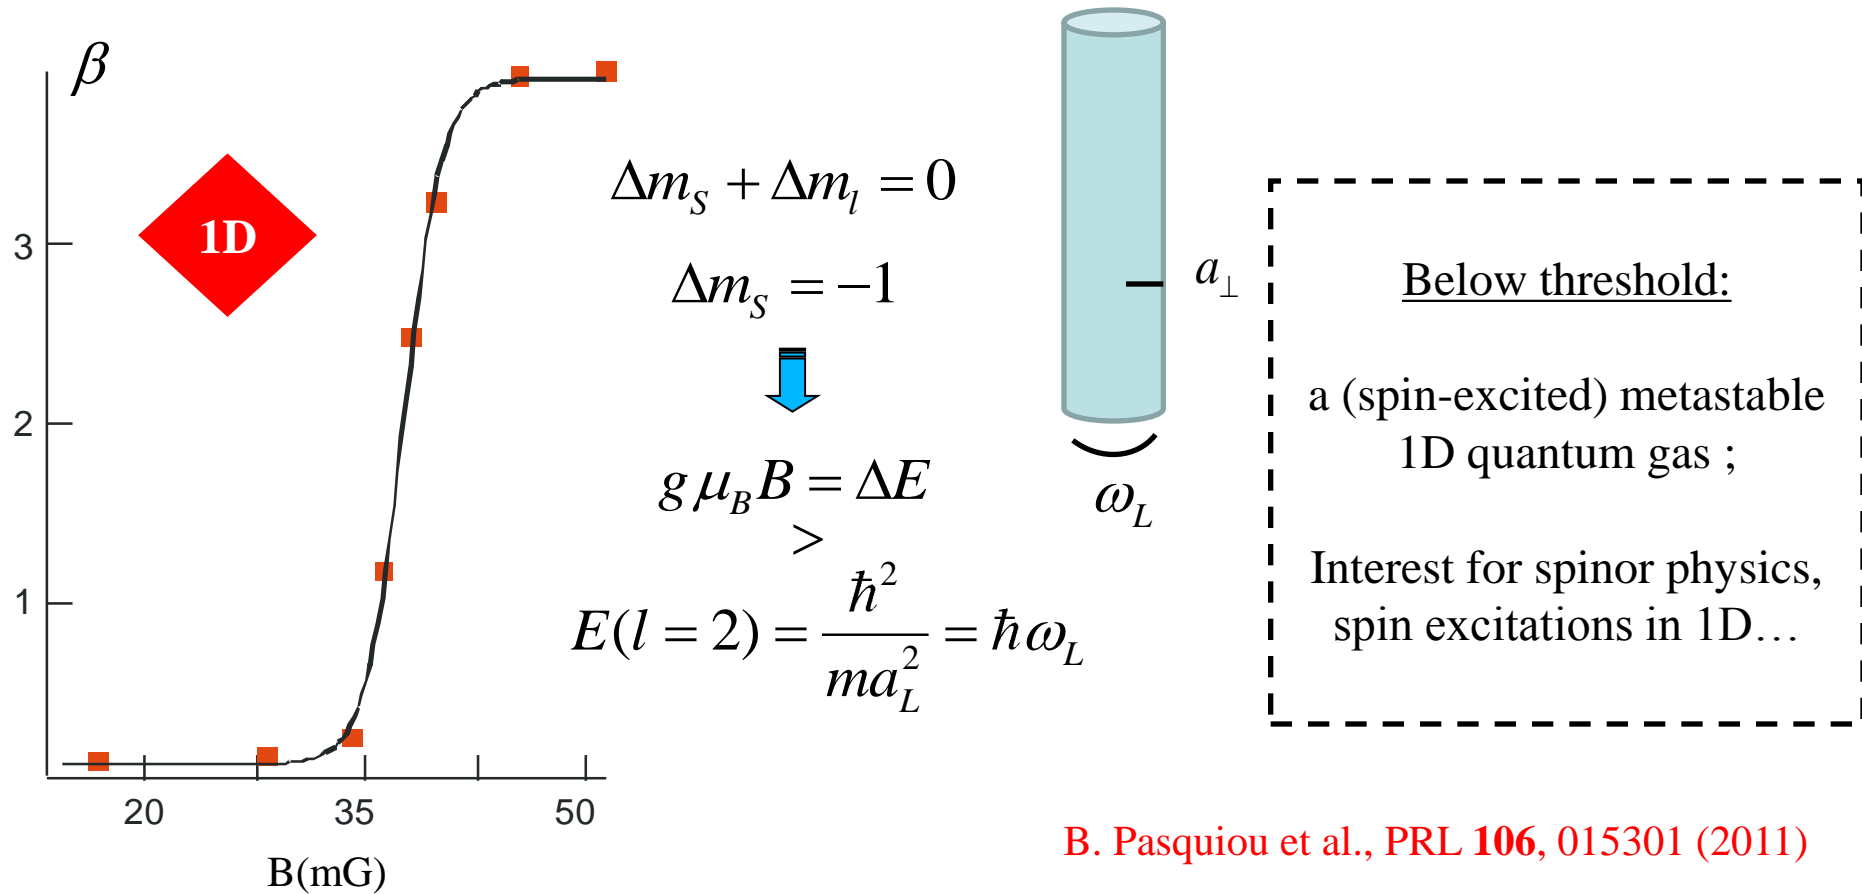 β
1D
3
2
1
20 35 50
B(mG)
Δm_S + Δm_l = 0
Δm_S = −1
g μ_B B = ΔE
>
E(l = 2) = ħ² / (m a_L²) = ħω_L
a_⊥
ω_L
Below threshold:
a (spin-excited) metastable
1D quantum gas ;
Interest for spinor physics,
spin excitations in 1D…
B. Pasquiou et al., PRL 106, 015301 (2011)